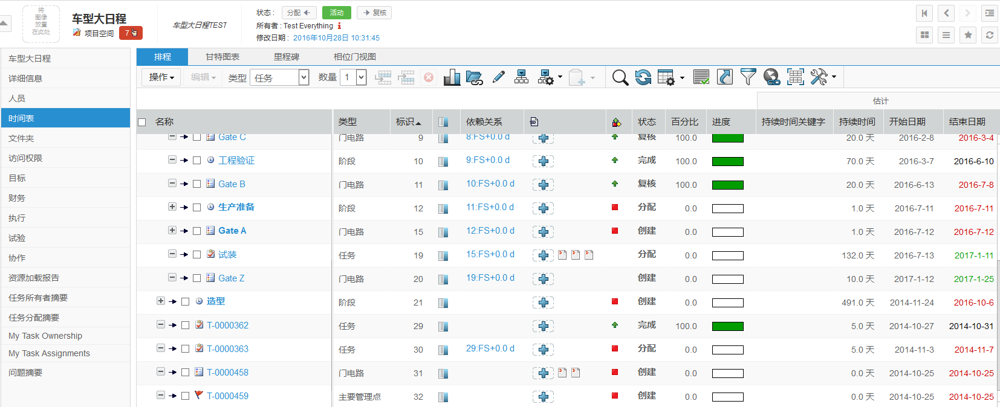 将
图像
放置
在此处
车型大日程
项目空间 7
车型大日程TEST
状态 : 分配 活动 复核
所有者 : Test Everything
修改日期 : 2016年10月28日 10:31:45
车型大日程
详细信息
人员
时间表
文件夹
访问权限
目标
财务
执行
试验
协作
资源加载报告
任务所有者摘要
任务分配摘要
My Task Ownership
My Task Assignments
问题摘要
排程 甘特图表 里程碑 相位门视图
操作 编辑 类型 任务 数量 1
估计
名称 类型 标识 依赖关系 状态 百分比 进度 持续时间关键字 持续时间 开始日期 结束日期
Gate C 门电路 9 8:FS+0.0 d 复核 100.0 20.0 天 2016-2-8 2016-3-4
工程验证 阶段 10 9:FS+0.0 d 完成 100.0 70.0 天 2016-3-7 2016-6-10
Gate B 门电路 11 10:FS+0.0 d 复核 100.0 20.0 天 2016-6-13 2016-7-8
生产准备 阶段 12 11:FS+0.0 d 分配 0.0 1.0 天 2016-7-11 2016-7-11
Gate A 门电路 15 12:FS+0.0 d 创建 0.0 1.0 天 2016-7-12 2016-7-12
试装 任务 19 15:FS+0.0 d 分配 0.0 132.0 天 2016-7-13 2017-1-11
Gate Z 门电路 20 19:FS+0.0 d 创建 0.0 10.0 天 2017-1-12 2017-1-25
造型 阶段 21 创建 0.0 491.0 天 2014-11-24 2016-10-6
T-0000362 任务 29 完成 100.0 5.0 天 2014-10-27 2014-10-31
T-0000363 任务 30 29:FS+0.0 d 分配 0.0 5.0 天 2014-11-3 2014-11-7
T-0000458 门电路 31 创建 0.0 0.0 天 2014-10-25 2014-10-25
T-0000459 主要管理点 32 创建 0.0 0.0 天 2014-10-25 2014-10-25